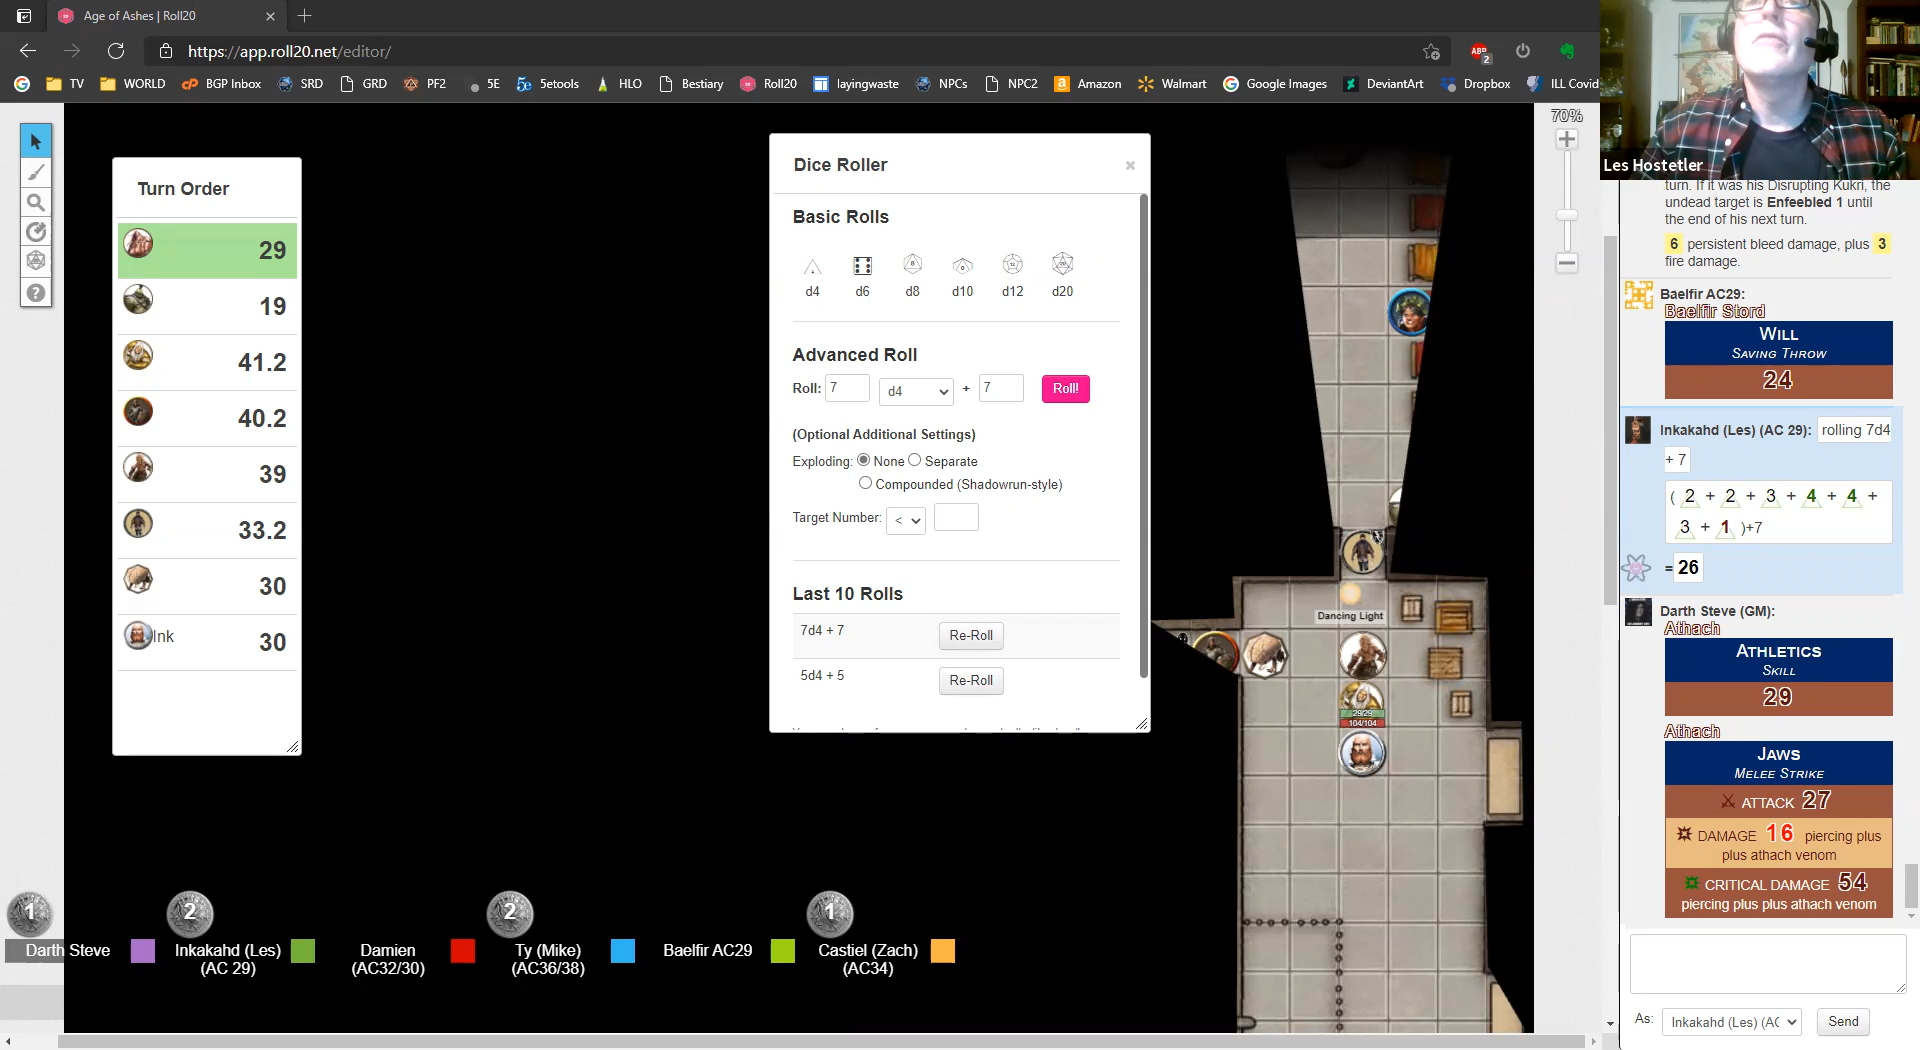 Age of Ashes | Roll20
https://app.roll20.net/editor/
ABP
2
TV
WORLD
BGP Inbox
SRD
GRD
PF2
5E
5etools
HLO
Bestiary
Roll20
layingwaste
NPCs
NPC2
Amazon
Walmart
Google Images
DeviantArt
Dropbox
ILL Covid
Turn Order
29
19
41.2
40.2
39
33.2
30
Ink 30
Dice Roller
Basic Rolls
d4 d6 d8 d10 d12 d20
Advanced Roll
Roll: 7 d4 + 7 Roll!
(Optional Additional Settings)
Exploding: None Separate
Compounded (Shadowrun-style)
Target Number: <
Last 10 Rolls
7d4 + 7 Re-Roll
5d4 + 5 Re-Roll
70%
Dancing Light
29/29
104/104
1
2
2
1
Darth Steve
Inkakahd (Les)
(AC 29)
Damien
(AC32/30)
Ty (Mike)
(AC36/38)
Baelfir AC29
Castiel (Zach)
(AC34)
Les Hostetler
turn. If it was his Disrupting Kukri, the
undead target is Enfeebled 1 until
the end of his next turn.
6 persistent bleed damage, plus 3
fire damage.
Baelfir AC29:
Baelfir Stord
WILL
SAVING THROW
24
Inkakahd (Les) (AC 29): rolling 7d4
+ 7
( 2 + 2 + 3 + 4 + 4 +
3 + 1 )+7
= 26
Darth Steve (GM):
Athach
ATHLETICS
SKILL
29
Athach
JAWS
MELEE STRIKE
ATTACK 27
DAMAGE 16 piercing plus
plus attach venom
CRITICAL DAMAGE 54
piercing plus plus attach venom
As: Inkakahd (Les) (AC Send